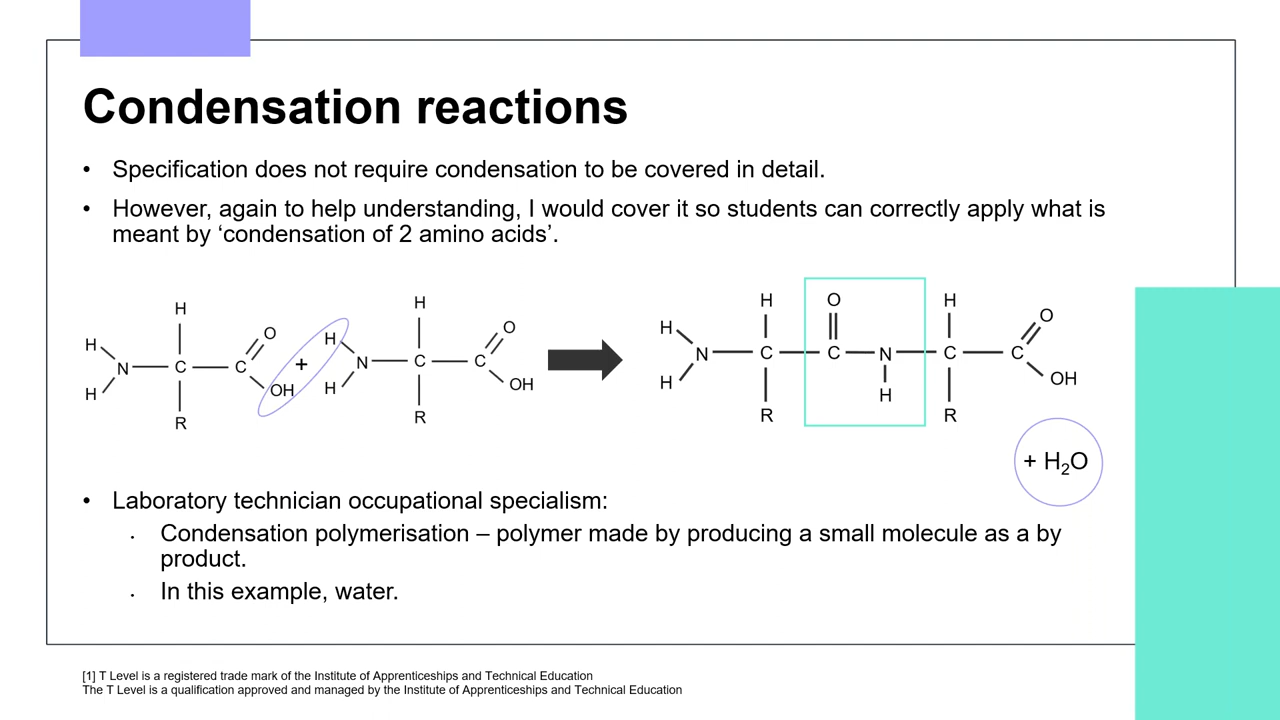 Condensation reactions
• Specification does not require condensation to be covered in detail.
• However, again to help understanding, I would cover it so students can correctly apply what is
meant by ‘condensation of 2 amino acids’.
H H H O H
H O H O H O
N C C + N C C N C C N C C
H OH H OH H H OH
R R R R
+ H₂O
• Laboratory technician occupational specialism:
• Condensation polymerisation – polymer made by producing a small molecule as a by
product.
• In this example, water.
[1] T Level is a registered trade mark of the Institute of Apprenticeships and Technical Education
The T Level is a qualification approved and managed by the Institute of Apprenticeships and Technical Education